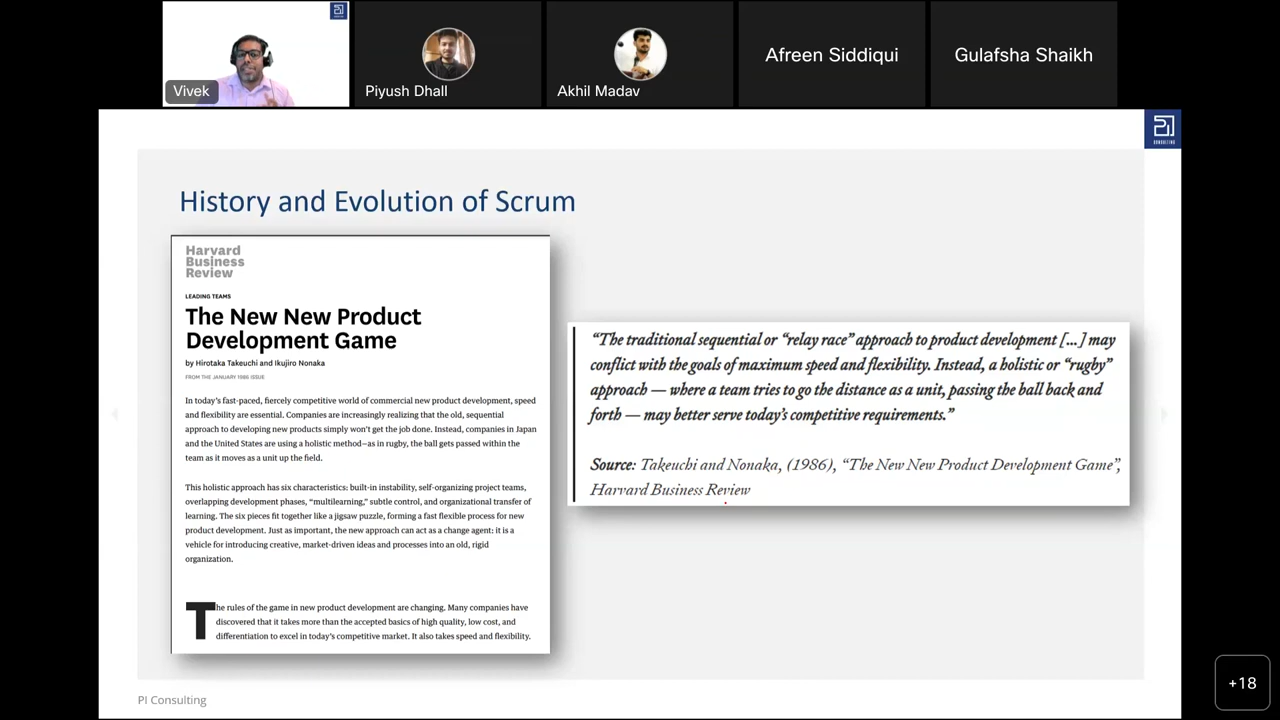 Vivek
Piyush Dhall
Akhil Madav
Afreen Siddiqui
Gulafsha Shaikh
CONSULTING
History and Evolution of Scrum
Harvard
Business
Review
LEADING TEAMS
The New New Product
Development Game
by Hirotaka Takeuchi and Ikujiro Nonaka
FROM THE JANUARY 1986 ISSUE
In today's fast-paced, fiercely competitive world of commercial new product development, speed
and flexibility are essential. Companies are increasingly realizing that the old, sequential
approach to developing new products simply won't get the job done. Instead, companies in Japan
and the United States are using a holistic method—as in rugby, the ball gets passed within the
team as it moves as a unit up the field.
This holistic approach has six characteristics: built-in instability, self-organizing project teams,
overlapping development phases, “multilearning,” subtle control, and organizational transfer of
learning. The six pieces fit together like a jigsaw puzzle, forming a fast flexible process for new
product development. Just as important, the new approach can act as a change agent: it is a
vehicle for introducing creative, market-driven ideas and processes into an old, rigid
organization.
The rules of the game in new product development are changing. Many companies have
discovered that it takes more than the accepted basics of high quality, low cost, and
differentiation to excel in today's competitive market. It also takes speed and flexibility.
“The traditional sequential or “relay race” approach to product development [...] may
conflict with the goals of maximum speed and flexibility. Instead, a holistic or “rugby”
approach — where a team tries to go the distance as a unit, passing the ball back and
forth — may better serve today's competitive requirements.”
Source: Takeuchi and Nonaka, (1986), “The New New Product Development Game”,
Harvard Business Review
PI Consulting
+18